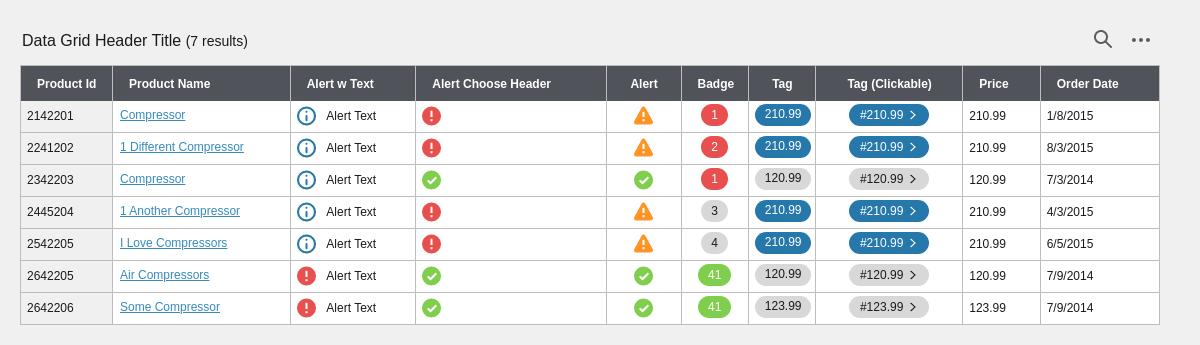 Data Grid Header Title (7 results)
Product Id Product Name Alert w Text Alert Choose Header Alert Badge Tag Tag (Clickable) Price Order Date
2142201 Compressor Alert Text 1 210.99 #210.99 210.99 1/8/2015
2241202 1 Different Compressor Alert Text 2 210.99 #210.99 210.99 8/3/2015
2342203 Compressor Alert Text 1 120.99 #120.99 120.99 7/3/2014
2445204 1 Another Compressor Alert Text 3 210.99 #210.99 210.99 4/3/2015
2542205 I Love Compressors Alert Text 4 210.99 #210.99 210.99 6/5/2015
2642205 Air Compressors Alert Text 41 120.99 #120.99 120.99 7/9/2014
2642206 Some Compressor Alert Text 41 123.99 #123.99 123.99 7/9/2014